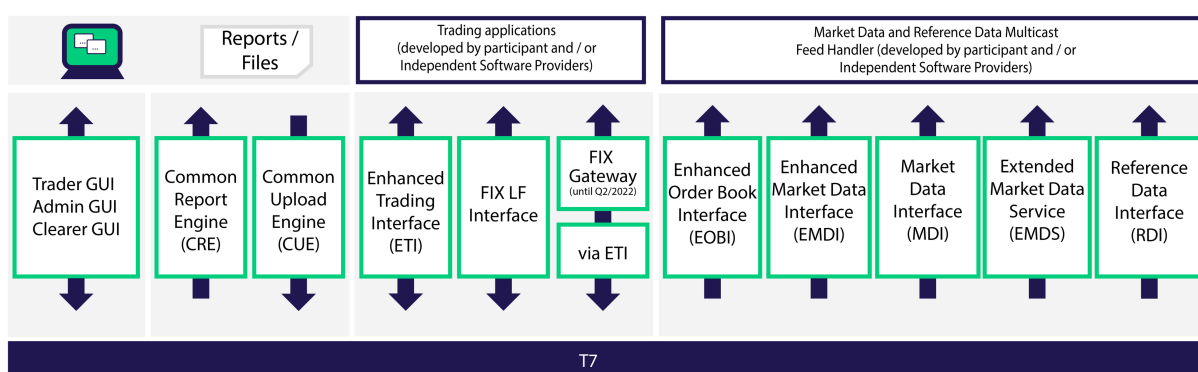 ...
...
Reports /
Files
Trading applications
(developed by participant and / or
Independent Software Providers)
Market Data and Reference Data Multicast
Feed Handler (developed by participant and / or
Independent Software Providers)
Trader GUI
Admin GUI
Clearer GUI
Common
Report
Engine
(CRE)
Common
Upload
Engine
(CUE)
Enhanced
Trading
Interface
(ETI)
FIX LF
Interface
FIX
Gateway
(until Q2/2022)
via ETI
Enhanced
Order Book
Interface
(EOBI)
Enhanced
Market Data
Interface
(EMDI)
Market
Data
Interface
(MDI)
Extended
Market Data
Service
(EMDS)
Reference
Data
Interface
(RDI)
T7